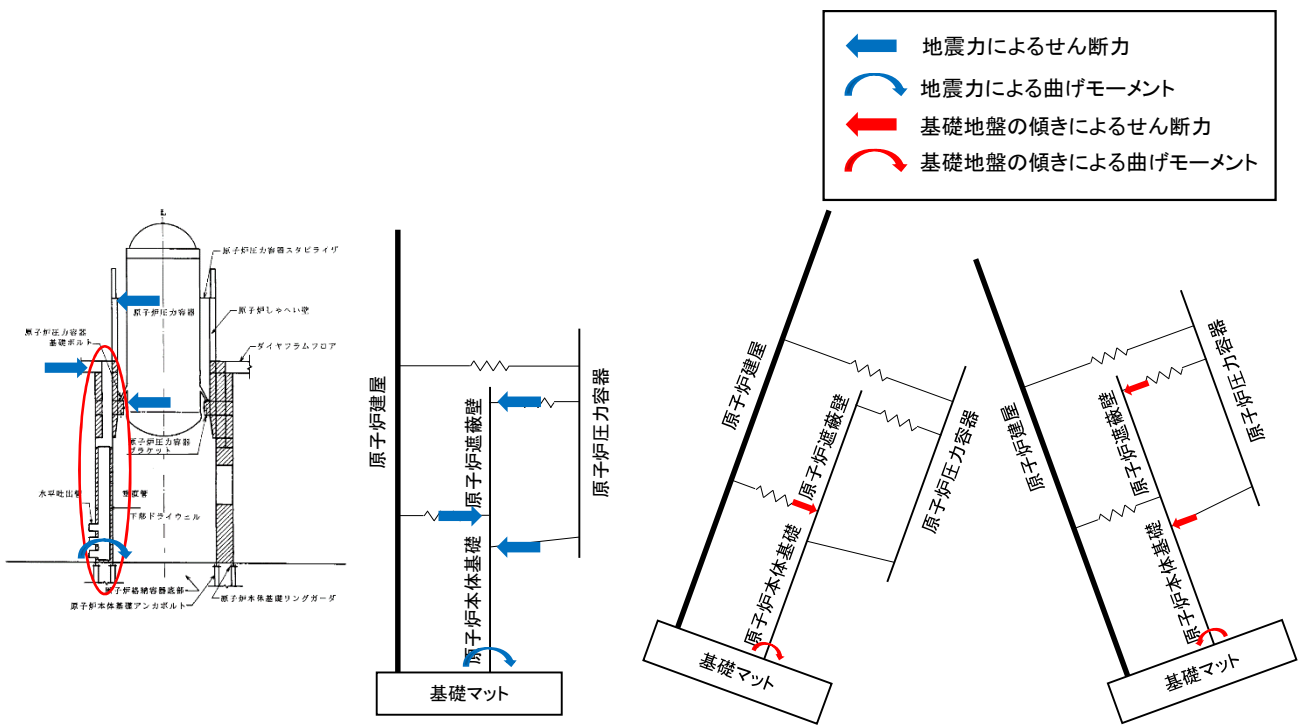 地震力によるせん断力
地震力による曲げモーメント
基礎地盤の傾きによるせん断力
基礎地盤の傾きによる曲げモーメント
原子炉圧力容器スタビライザ
原子炉圧力容器
原子炉しゃへい壁
原子炉圧力容器
基礎ボルト
ダイヤフラムフロア
原子炉圧力容器
ブラケット
水平吐出管
垂直管
下部ドライウェル
原子炉格納容器底部
原子炉本体基礎アンカボルト
原子炉本体基礎リングガーダ
原子炉建屋
原子炉遮蔽壁
原子炉本体基礎
原子炉圧力容器
基礎マット
原子炉建屋
原子炉遮蔽壁
原子炉本体基礎
原子炉圧力容器
基礎マット
原子炉建屋
原子炉遮蔽壁
原子炉本体基礎
原子炉圧力容器
基礎マット